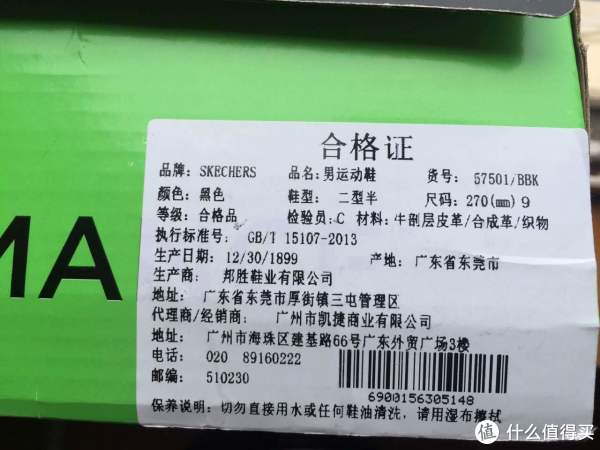 MA
合格证
品牌: SKECHERS 品名: 男运动鞋 货号: 57501/BBK
颜色: 黑色 鞋型: 二型半 尺码: 270(mm) 9
等级: 合格品 检验员: C 材料: 牛剖层皮革/合成革/织物
执行标准号: GB/T 15107-2013
生产日期: 12/30/1899 产地: 广东省东莞市
生产商: 邦胜鞋业有限公司
地址: 广东省东莞市厚街镇三屯管理区
代理商/经销商: 广州市凯捷商业有限公司
地址: 广州市海珠区建基路66号广东外贸广场3楼
电话: 020 89160222
邮编: 510230
6900156305148
保养说明: 切勿直接用水或任何鞋油清洗, 请用湿布擦拭
值 什么值得买